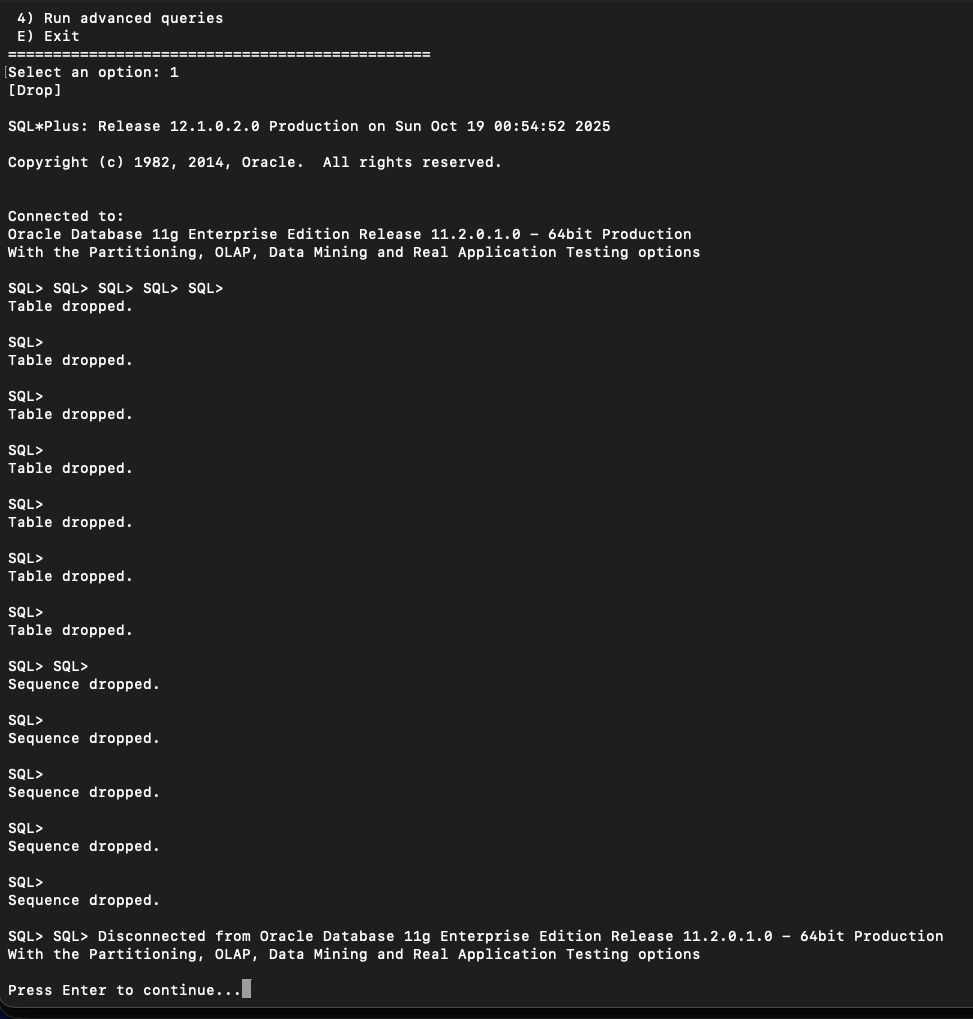 4) Run advanced queries
E) Exit
===============================================
[Select an option: 1
[Drop]
SQL*Plus: Release 12.1.0.2.0 Production on Sun Oct 19 00:54:52 2025
Copyright (c) 1982, 2014, Oracle.  All rights reserved.
Connected to:
Oracle Database 11g Enterprise Edition Release 11.2.0.1.0 - 64bit Production
With the Partitioning, OLAP, Data Mining and Real Application Testing options
SQL> SQL> SQL> SQL> SQL>
Table dropped.
SQL>
Table dropped.
SQL>
Table dropped.
SQL>
Table dropped.
SQL>
Table dropped.
SQL>
Table dropped.
SQL>
Table dropped.
SQL> SQL>
Sequence dropped.
SQL>
Sequence dropped.
SQL>
Sequence dropped.
SQL>
Sequence dropped.
SQL>
Sequence dropped.
SQL> SQL> Disconnected from Oracle Database 11g Enterprise Edition Release 11.2.0.1.0 - 64bit Production
With the Partitioning, OLAP, Data Mining and Real Application Testing options
Press Enter to continue...